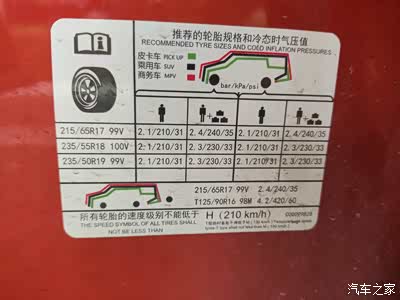 推荐的轮胎规格和冷态时气压值
RECOMMENDED TYRE SIZES AND COLD INFLATION PRESSURES
皮卡车 PICK UP
乘用车 SUV
商务车 MPV
bar/kPa/psi
215/65R17 99V 2.1/210/31 2.4/240/35 2.1/210/31 2.4/240/35
235/55R18 100V 2.1/210/31 2.3/230/33 2.1/210/31 2.3/230/33
235/50R19 99V 2.1/210/31 2.3/230/33 2.1/210/31 2.3/230/33
215/65R17 99V 2.4/240/35
T125/90R16 98M 4.2/420/60
所有轮胎的速度级别不能低于 H (210 km/h)
THE SPEED SYMBOL OF ALL TIRES SHALL
NOT BE LESS THAN
汽车之家